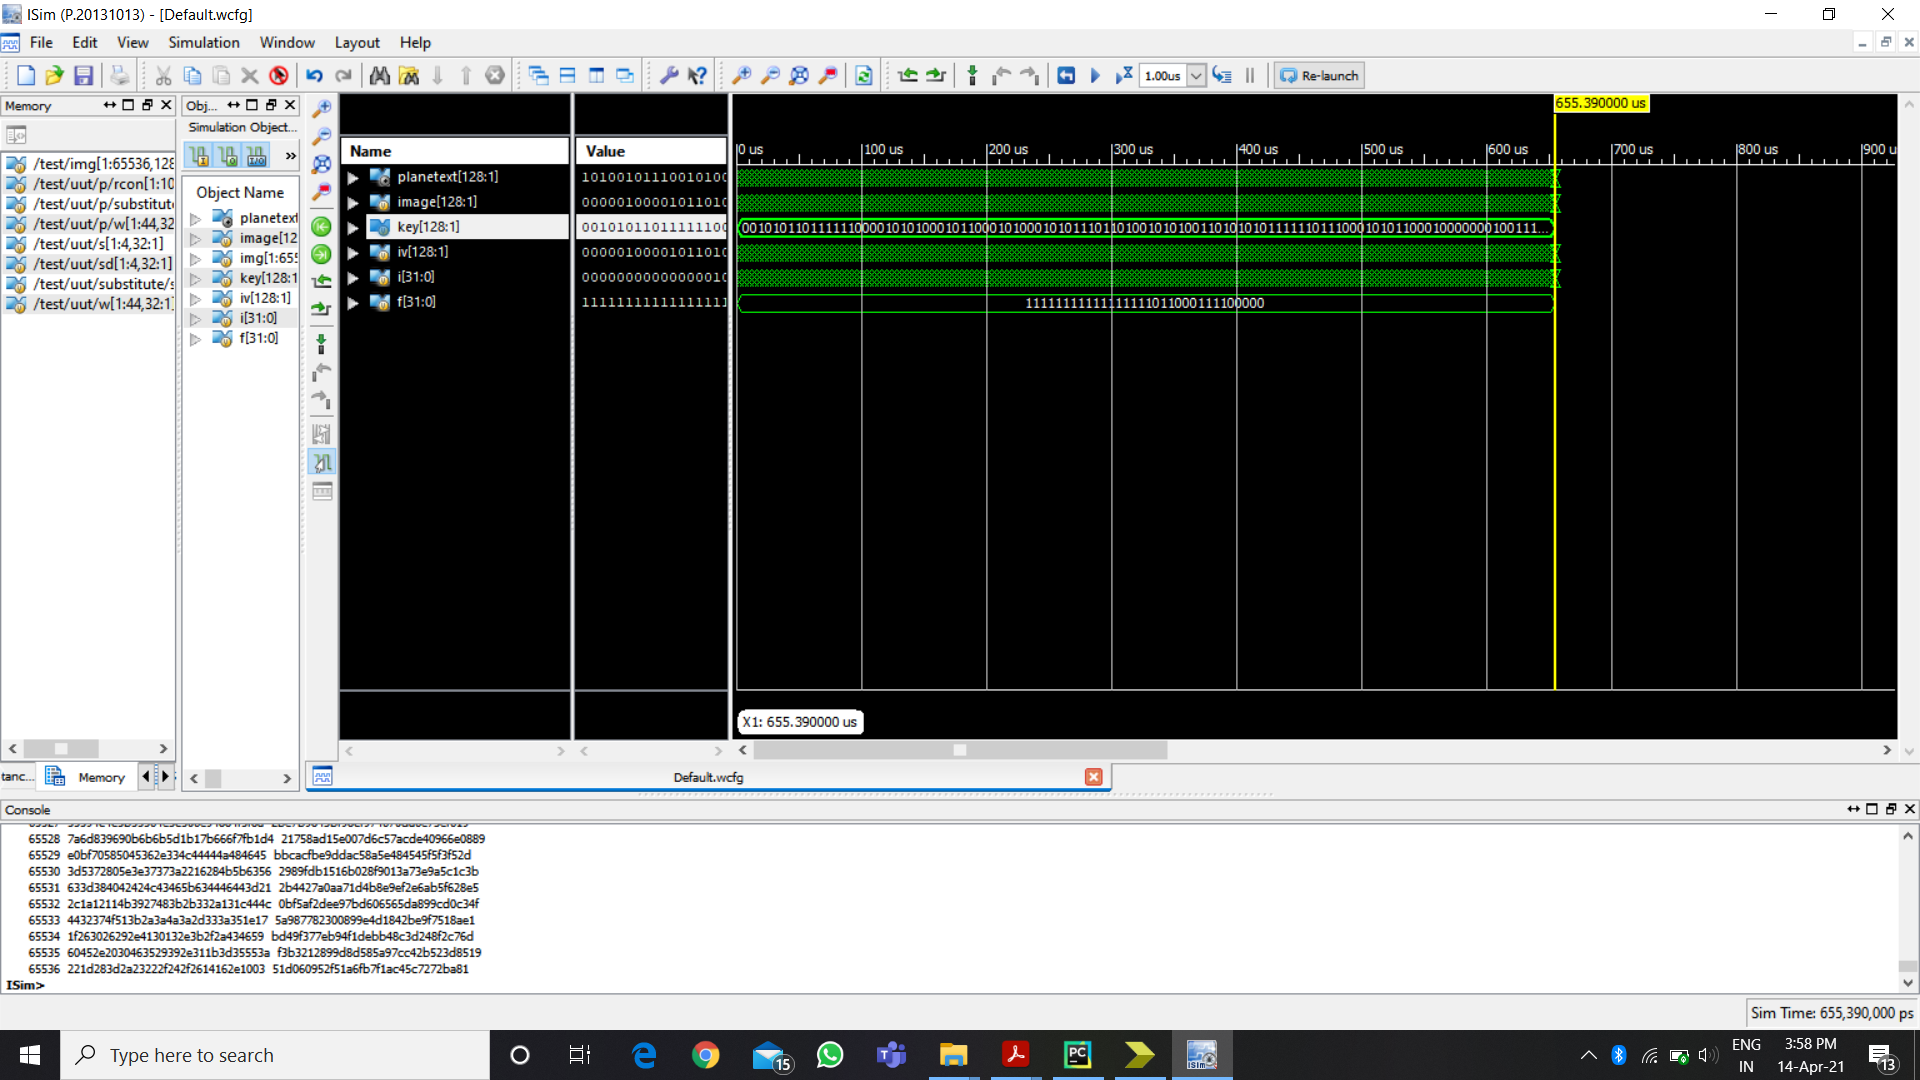 ISim (P.20131013) - [Default.wcfg]
File Edit View Simulation Window Layout Help
1.00us Re-launch
Memory
/test/img[1:65536,128
/test/uut/p/rcon[1:10
/test/uut/p/substitut
/test/uut/p/w[1:44,32
/test/uut/s[1:4,32:1]
/test/uut/sd[1:4,32:1]
/test/uut/substitute/s
/test/uut/w[1:44,32:1]
tanc... Memory
Obj...
Simulation Object...
Object Name
planetext
image[12
img[1:655
key[128:1
iv[128:1]
i[31:0]
f[31:0]
Name Value
planetext[128:1] 10100101110010100
image[128:1] 00000100001011010
key[128:1] 00101011011111100
iv[128:1] 00000100001011010
i[31:0] 00000000000000010
f[31:0] 11111111111111111
655.390000 us
0 us 100 us 200 us 300 us 400 us 500 us 600 us 700 us 800 us 900 u
X1: 655.390000 us
Default.wcfg
Console
65528 7a6d839690b6b6b5d1b17b666f7fb1d4 21758ad15e007d6c57acde40966e0889
65529 e0bf70585045362e334c44444a484645 bbcacfbe9ddac58a5e484545f5f3f52d
65530 3d5372805e3e37373a2216284b5b6356 2989fdb1516b028f9013a73e9a5c1c3b
65531 633d384042424c43465b634446443d21 2b4427a0aa71d4b8e9ef2e6ab5f628e5
65532 2c1a12114b3927483b2b332a131c444c 0bf5af2dee97bd606565da899cd0c34f
65533 4432374f513b2a3a4a3a2d333a351e17 5a987782300899e4d1842be9f7518ae1
65534 1f263026292e4130132e3b2f2a434659 bd49f377eb94f1debb48c3d248f2c76d
65535 60452e2030463529392e311b3d35553a f3b3212899d8d585a97cc42b523d8519
65536 221d283d2a23222f242f2614162e1003 51d060952f51a6fb7f1ac45c7272ba81
ISim>
Sim Time: 655,390,000 ps
Type here to search
15
ENG
IN
3:58 PM
14-Apr-21
13